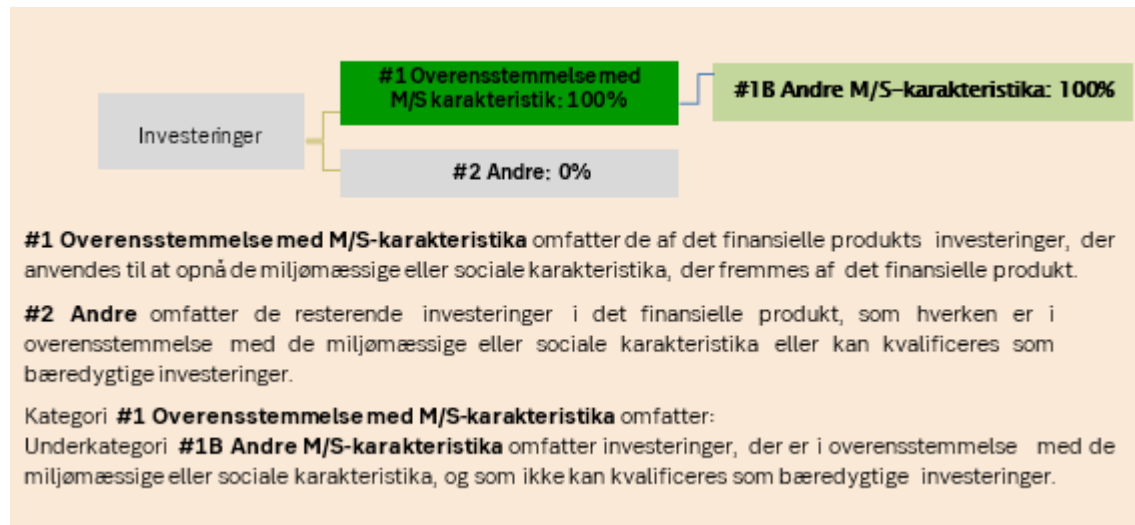 #1 Overensstemmelse med
M/S karakteristik: 100%
#1B Andre M/S-karakteristika: 100%
Investeringer
#2 Andre: 0%
#1 Overensstemmelse med M/S-karakteristika omfatter de af det finansielle produkts investeringer, der
anvendes til at opnå de miljømæssige eller sociale karakteristika, der fremmes af det finansielle produkt.
#2 Andre omfatter de resterende investeringer i det finansielle produkt, som hverken er i
overensstemmelse med de miljømæssige eller sociale karakteristika eller kan kvalificeres som
bæredygtige investeringer.
Kategori #1 Overensstemmelse med M/S-karakteristika omfatter:
Underkategori #1B Andre M/S-karakteristika omfatter investeringer, der er i overensstemmelse med de
miljømæssige eller sociale karakteristika, og som ikke kan kvalificeres som bæredygtige investeringer.